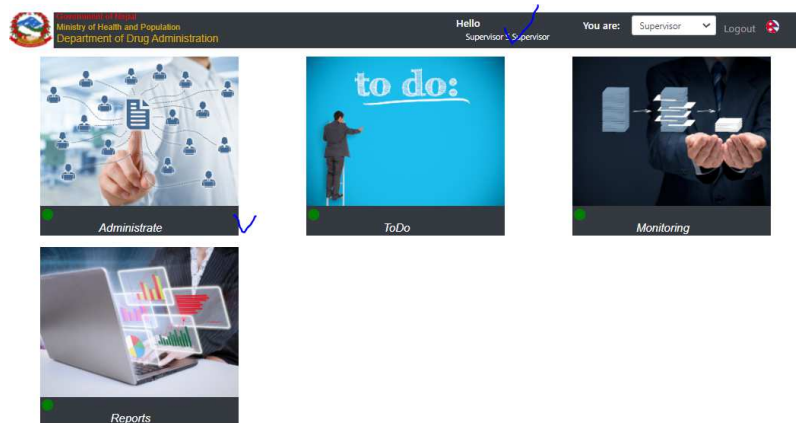 Government of Nepal
Ministry of Health and Population
Department of Drug Administration
Hello
Supervisor S Supervisor
You are:
Supervisor
Logout
to do:
Administrate
ToDo
Monitoring
Reports